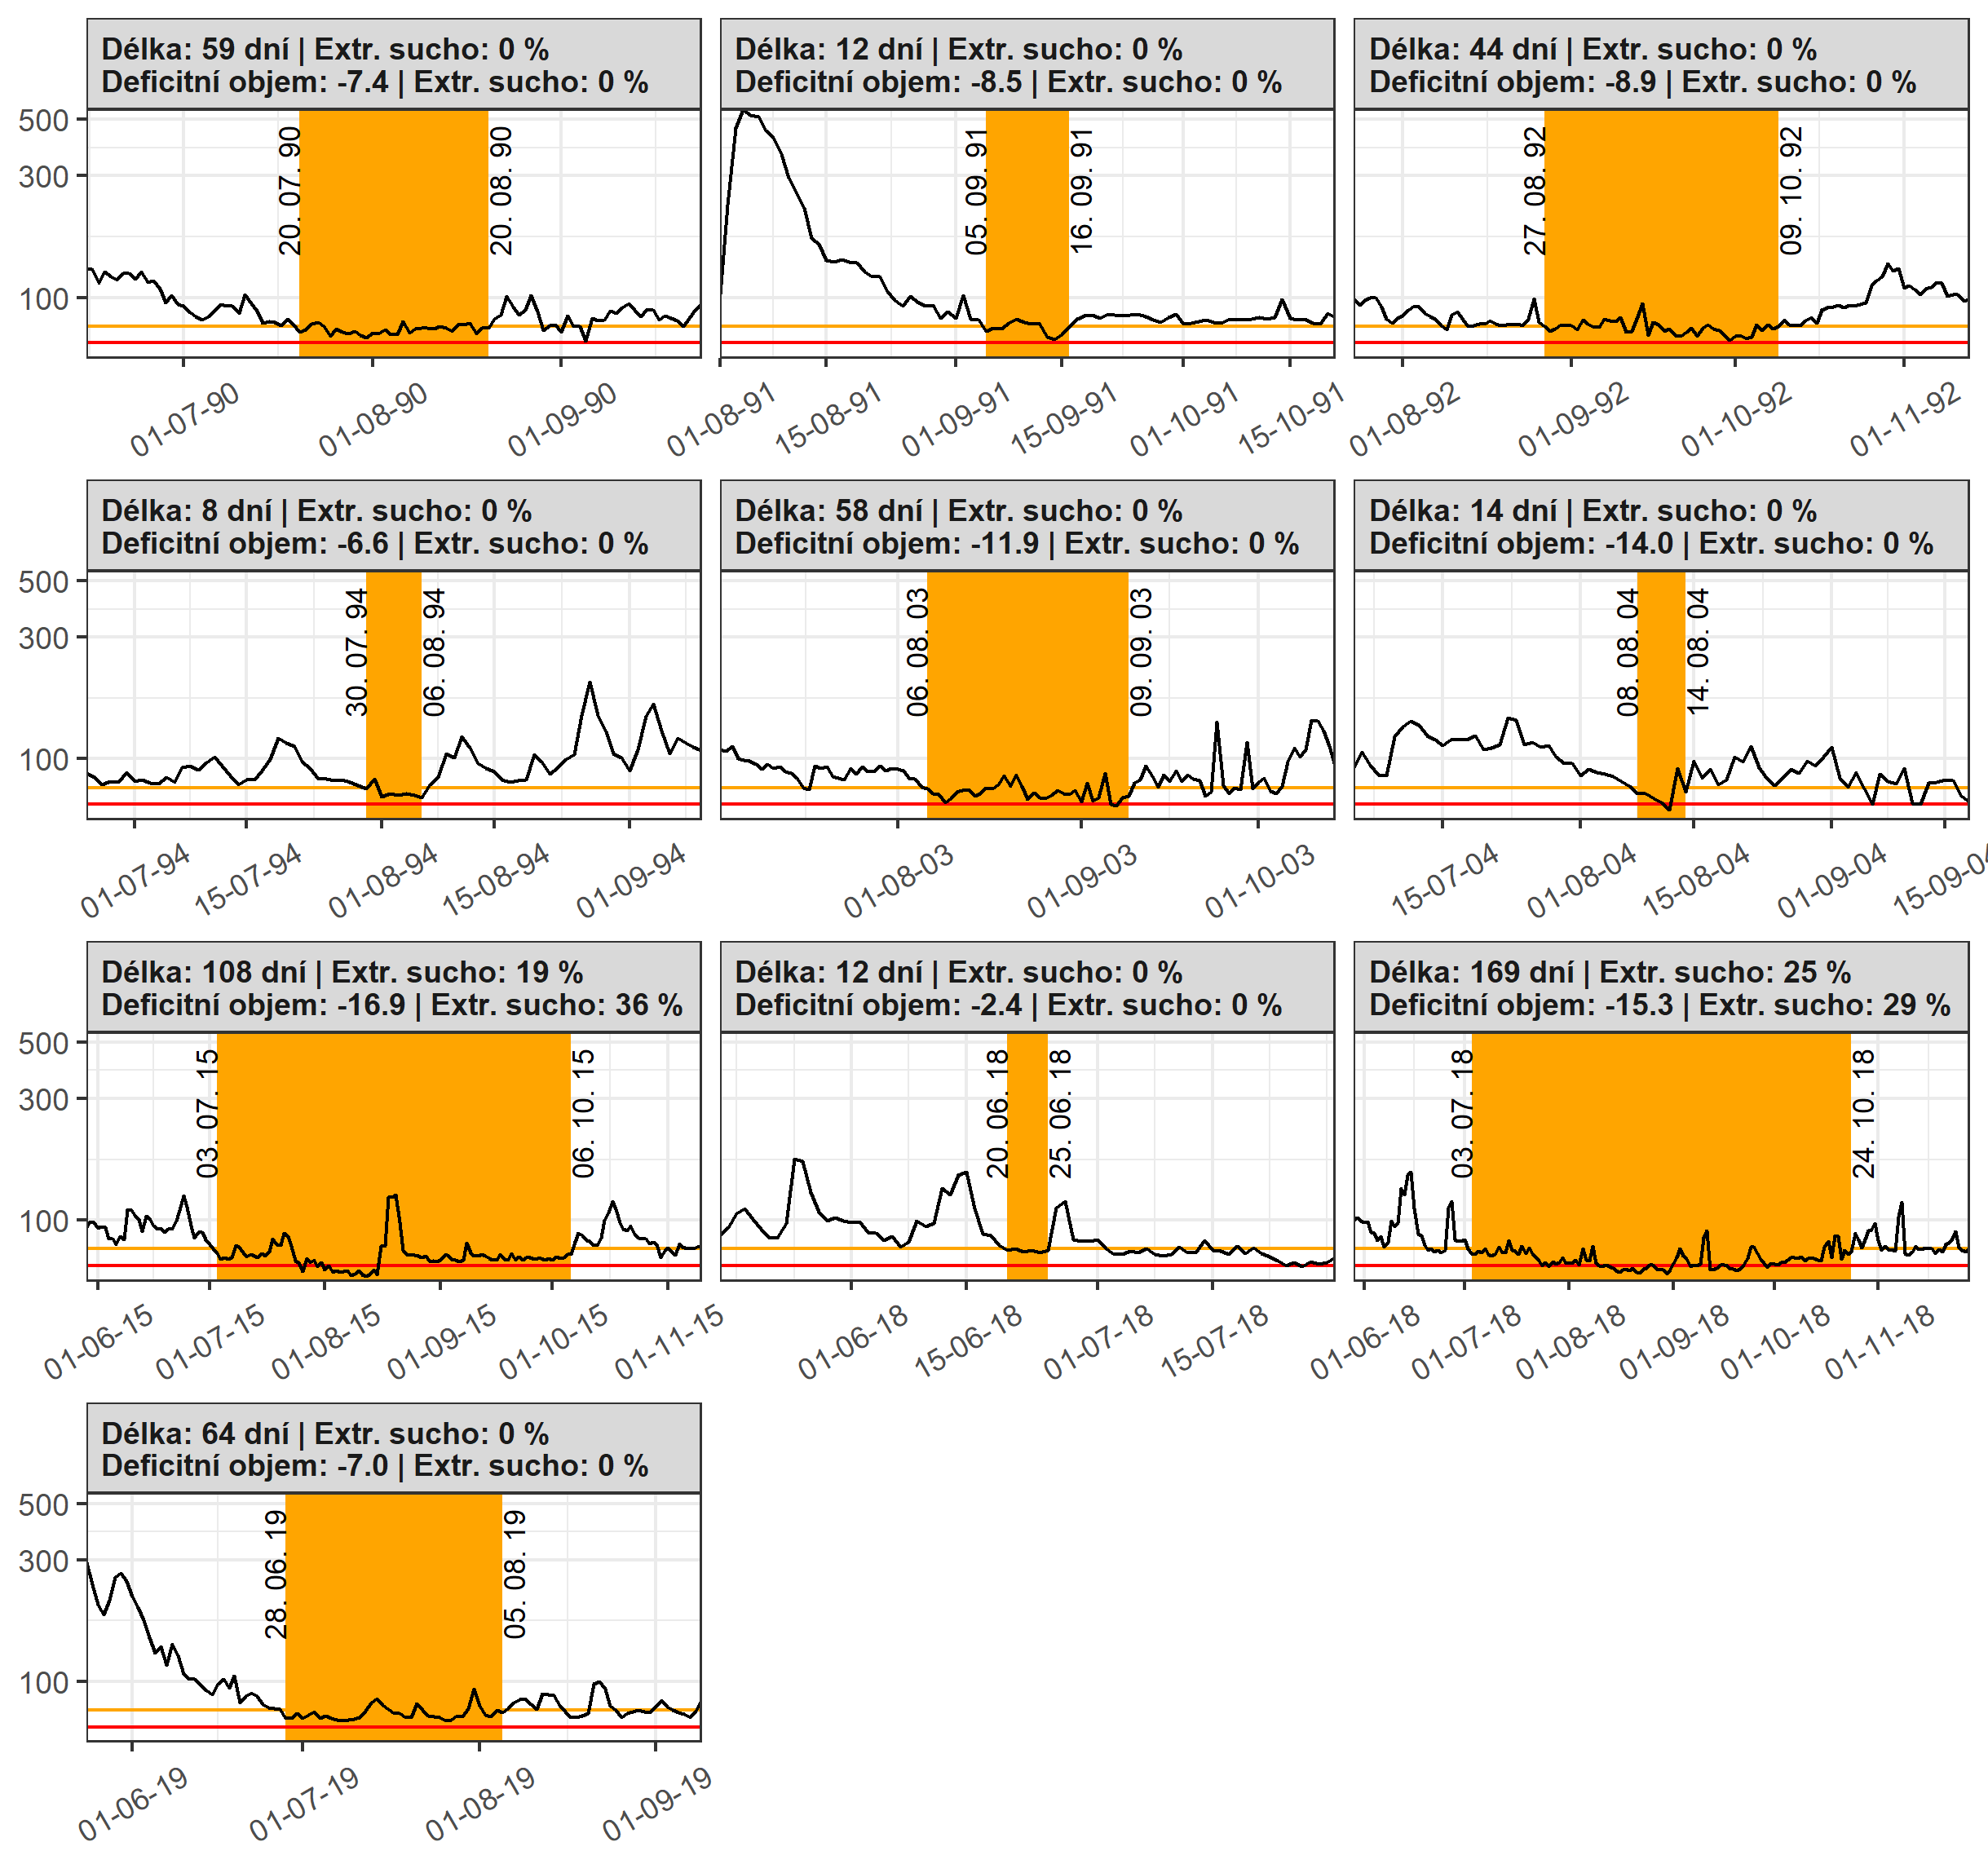 Délka: 59 dní | Extr. sucho: 0 %
Deficitní objem: -7.4 | Extr. sucho: 0 %
Délka: 12 dní | Extr. sucho: 0 %
Deficitní objem: -8.5 | Extr. sucho: 0 %
Délka: 44 dní | Extr. sucho: 0 %
Deficitní objem: -8.9 | Extr. sucho: 0 %
500
300
100
20. 07. 90
20. 08. 90
05. 09. 91
16. 09. 91
27. 08. 92
09. 10. 92
01-07-90
01-08-90
01-09-90
01-08-91
15-08-91
01-09-91
15-09-91
01-10-91
15-10-91
01-08-92
01-09-92
01-10-92
01-11-92
Délka: 8 dní | Extr. sucho: 0 %
Deficitní objem: -6.6 | Extr. sucho: 0 %
Délka: 58 dní | Extr. sucho: 0 %
Deficitní objem: -11.9 | Extr. sucho: 0 %
Délka: 14 dní | Extr. sucho: 0 %
Deficitní objem: -14.0 | Extr. sucho: 0 %
500
300
100
30. 07. 94
06. 08. 94
06. 08. 03
09. 09. 03
08. 08. 04
14. 08. 04
01-07-94
15-07-94
01-08-94
15-08-94
01-09-94
01-08-03
01-09-03
01-10-03
15-07-04
01-08-04
15-08-04
01-09-04
15-09-04
Délka: 108 dní | Extr. sucho: 19 %
Deficitní objem: -16.9 | Extr. sucho: 36 %
Délka: 12 dní | Extr. sucho: 0 %
Deficitní objem: -2.4 | Extr. sucho: 0 %
Délka: 169 dní | Extr. sucho: 25 %
Deficitní objem: -15.3 | Extr. sucho: 29 %
500
300
100
03. 07. 15
06. 10. 15
20. 06. 18
25. 06. 18
03. 07. 18
24. 10. 18
01-06-15
01-07-15
01-08-15
01-09-15
01-10-15
01-11-15
01-06-18
15-06-18
01-07-18
15-07-18
01-06-18
01-07-18
01-08-18
01-09-18
01-10-18
01-11-18
Délka: 64 dní | Extr. sucho: 0 %
Deficitní objem: -7.0 | Extr. sucho: 0 %
500
300
100
28. 06. 19
05. 08. 19
01-06-19
01-07-19
01-08-19
01-09-19